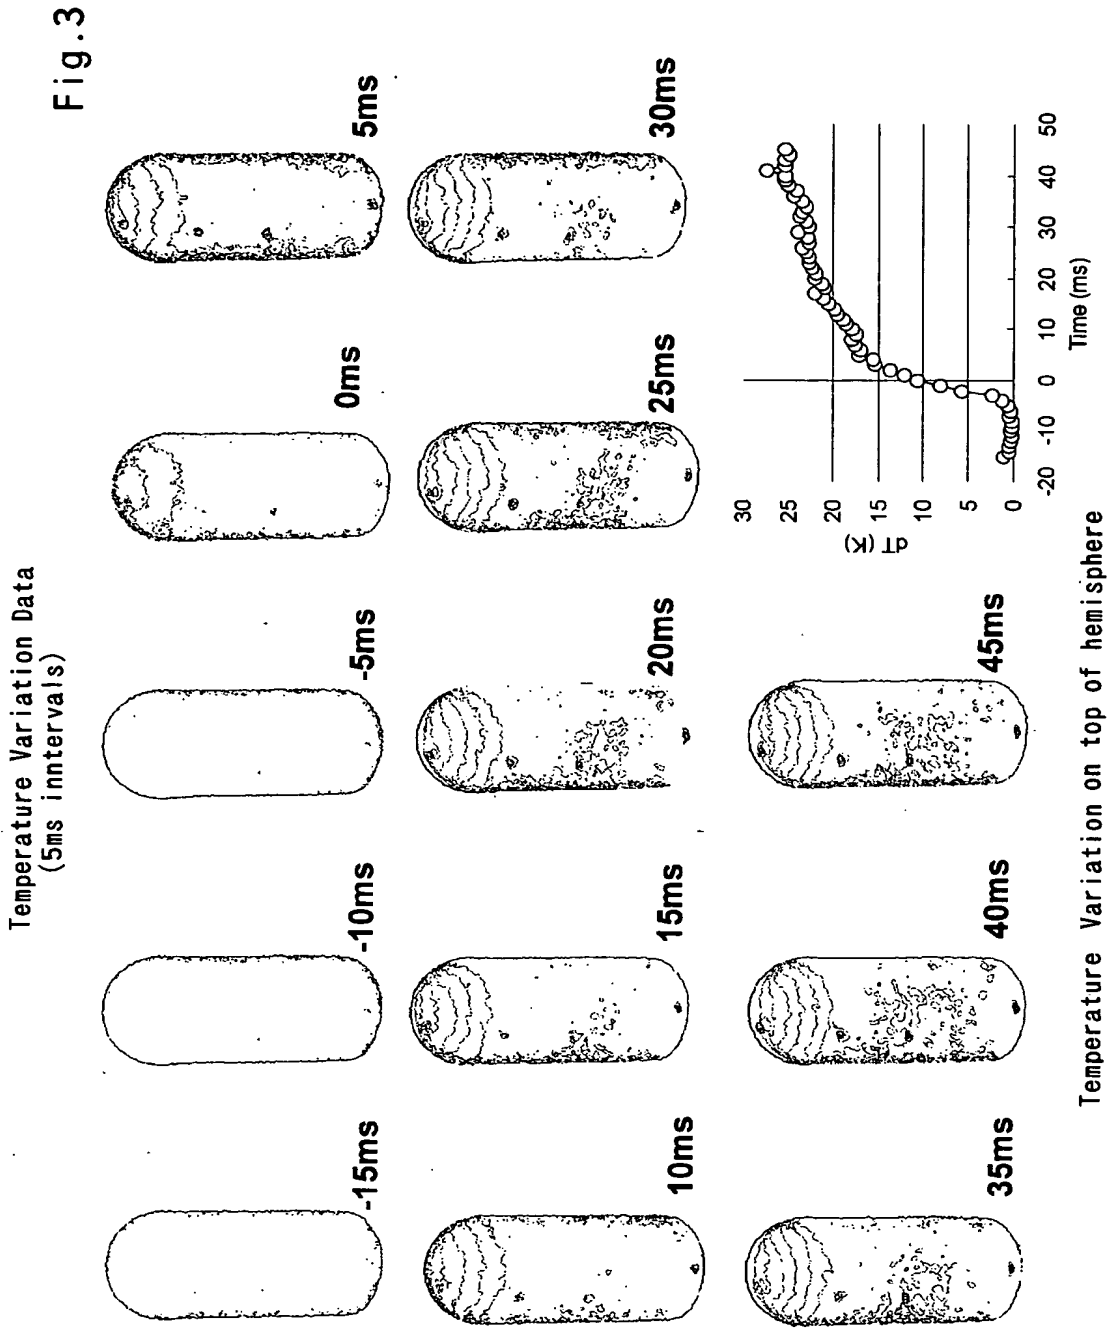 Fig.3
Temperature Variation Data
(5ms inntervals)
-15ms
-10ms
-5ms
0ms
5ms
10ms
15ms
20ms
25ms
30ms
35ms
40ms
45ms
30
25
20
15
10
5
0
dT (K)
-20
-10
0
10
20
30
40
50
Time (ms)
Temperature Variation on top of hemisphere